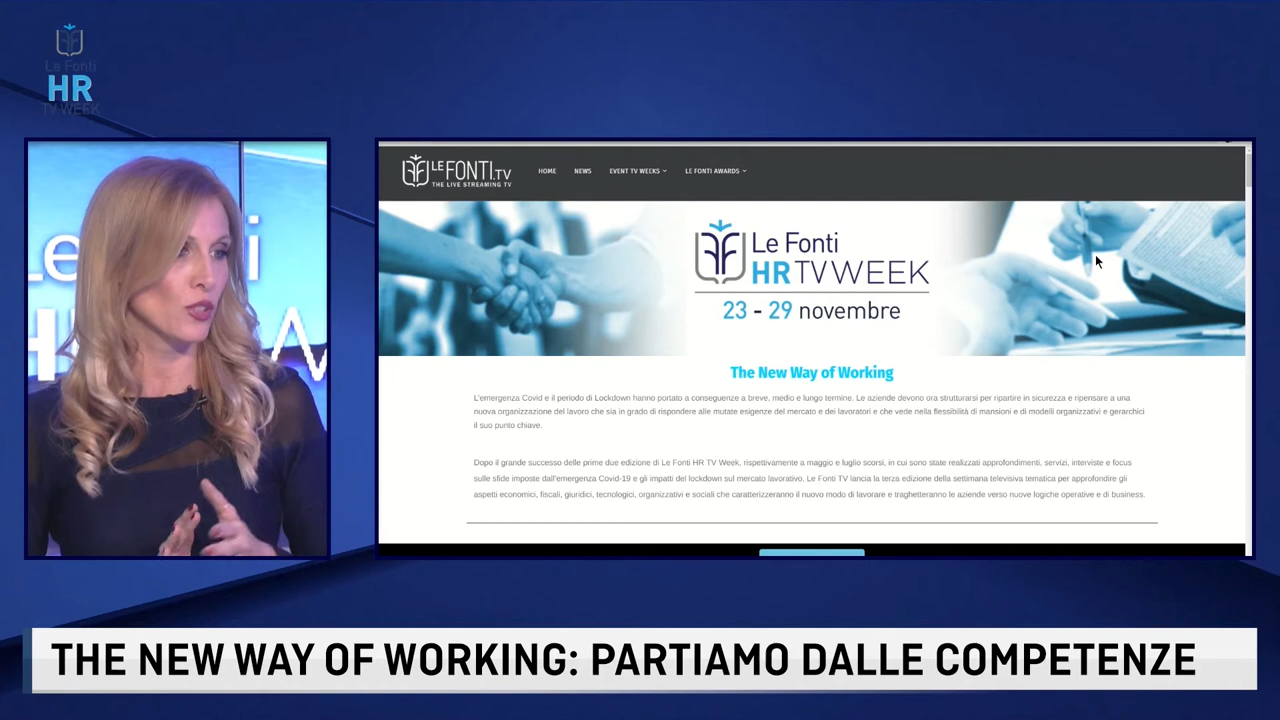 Le Fonti
HR
TV WEEK
Le
LE FONTI.TV
THE LIVE STREAMING TV
HOME NEWS EVENT TV WEEKS LE FONTI AWARDS
Le Fonti
HR TV WEEK
23 - 29 novembre
The New Way of Working
L'emergenza Covid e il periodo di Lockdown hanno portato a conseguenze a breve, medio e lungo termine. Le aziende devono ora strutturarsi per ripartire in sicurezza e ripensare a una
nuova organizzazione del lavoro che sia in grado di rispondere alle mutate esigenze del mercato e dei lavoratori e che vede nella flessibilità di mansioni e di modelli organizzativi e gerarchici
il suo punto chiave.
Dopo il grande successo delle prime due edizione di Le Fonti HR TV Week, rispettivamente a maggio e luglio scorsi, in cui sono state realizzati approfondimenti, servizi, interviste e focus
sulle sfide imposte dall'emergenza Covid-19 e gli impatti del lockdown sul mercato lavorativo, Le Fonti TV lancia la terza edizione della settimana televisiva tematica per approfondire gli
aspetti economici, fiscali, giuridici, tecnologici, organizzativi e sociali che caratterizzeranno il nuovo modo di lavorare e traghetteranno le aziende verso nuove logiche operative e di business.
THE NEW WAY OF WORKING: PARTIAMO DALLE COMPETENZE